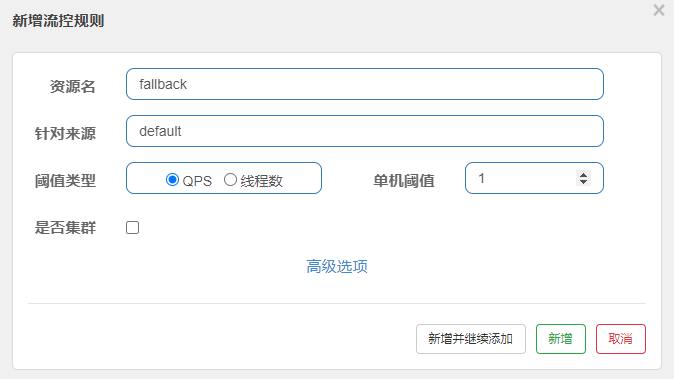 新增流控规则
资源名 fallback
针对来源 default
阈值类型 QPS 线程数 单机阈值 1
是否集群
高级选项
新增并继续添加 新增 取消